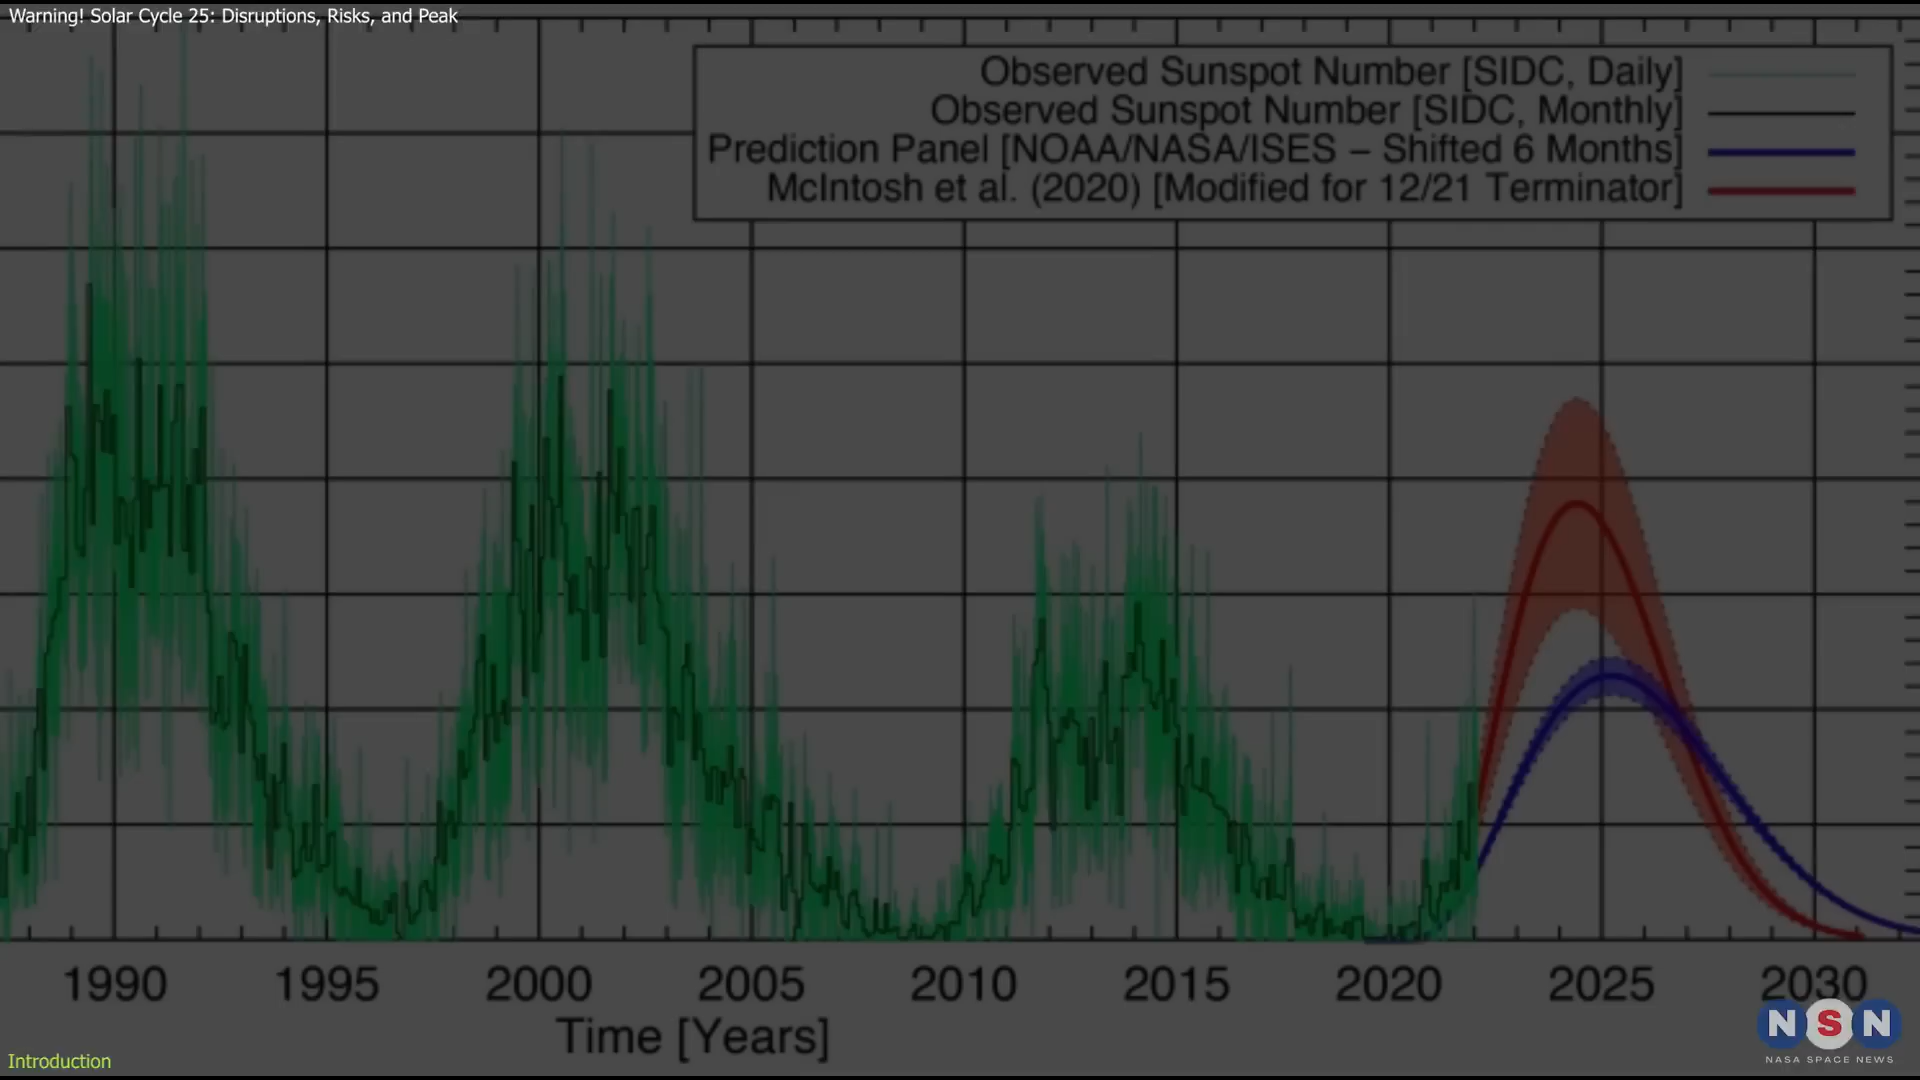 Warning! Solar Cycle 25: Disruptions, Risks, and Peak
Observed Sunspot Number [SIDC, Daily]
Observed Sunspot Number [SIDC, Monthly]
Prediction Panel [NOAA/NASA/ISES – Shifted 6 Months]
McIntosh et al. (2020) [Modified for 12/21 Terminator]
1990 1995 2000 2005 2010 2015 2020 2025 2030
Time [Years]
NSN
NASA SPACE NEWS
Introduction